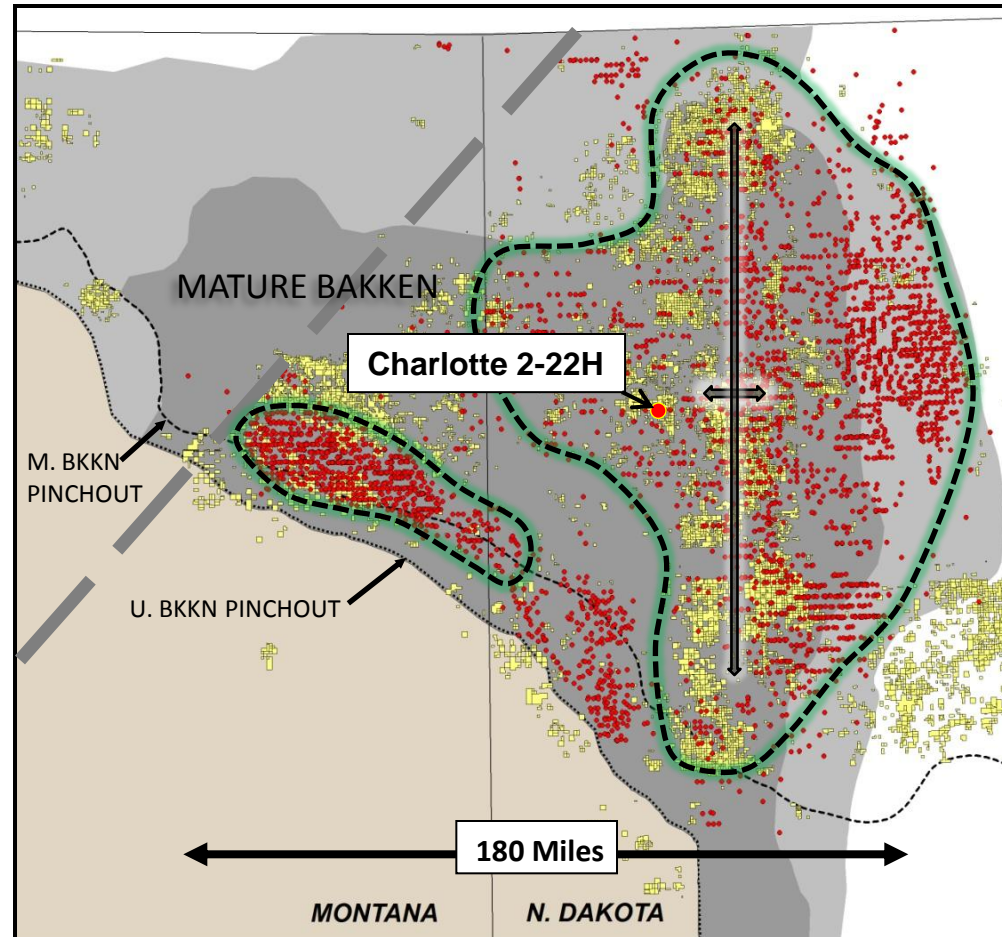 MATURE BAKKEN
Charlotte 2-22H
M. BKKN
PINCHOUT
U. BKKN PINCHOUT
180 Miles
MONTANA
N. DAKOTA